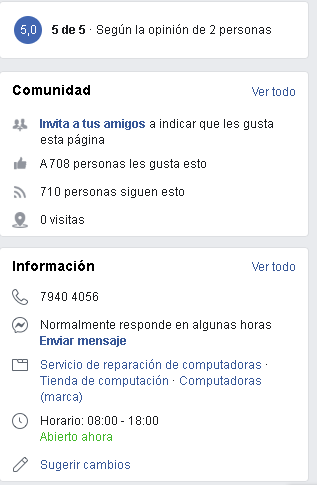 5,0 5 de 5 · Según la opinión de 2 personas
Comunidad Ver todo
Invita a tus amigos a indicar que les gusta
esta página
A 708 personas les gusta esto
710 personas siguen esto
0 visitas
Información Ver todo
7940 4056
Normalmente responde en algunas horas
Enviar mensaje
Servicio de reparación de computadoras ·
Tienda de computación · Computadoras
(marca)
Horario: 08:00 - 18:00
Abierto ahora
Sugerir cambios